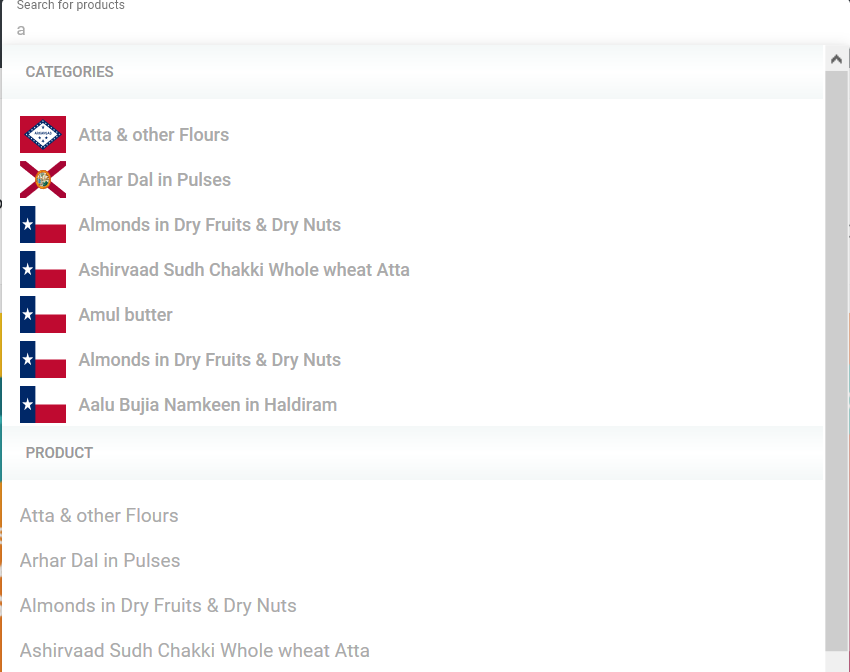 Search for products
a
CATEGORIES
Atta & other Flours
Arhar Dal in Pulses
Almonds in Dry Fruits & Dry Nuts
Ashirvaad Sudh Chakki Whole wheat Atta
Amul butter
Almonds in Dry Fruits & Dry Nuts
Aalu Bujia Namkeen in Haldiram
PRODUCT
Atta & other Flours
Arhar Dal in Pulses
Almonds in Dry Fruits & Dry Nuts
Ashirvaad Sudh Chakki Whole wheat Atta